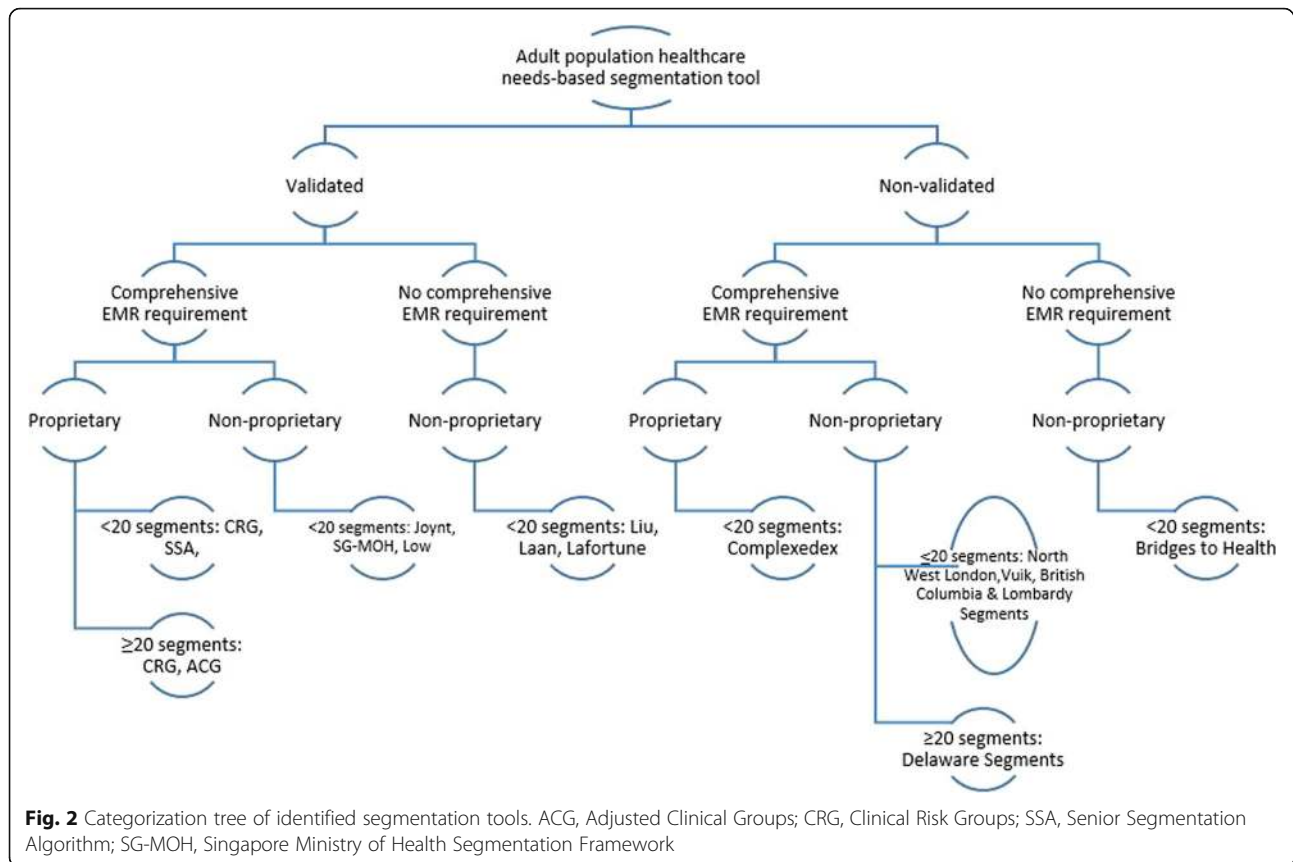 Adult population healthcare
needs-based segmentation tool
Validated
Non-validated
Comprehensive
EMR requirement
No comprehensive
EMR requirement
Comprehensive
EMR requirement
No comprehensive
EMR requirement
Proprietary
Non-proprietary
Non-proprietary
Proprietary
Non-proprietary
Non-proprietary
<20 segments: CRG,
SSA,
<20 segments: Joynt,
SG-MOH, Low
<20 segments: Liu,
Laan, Lafortune
<20 segments:
Complexedex
≤20 segments: North
West London,Vuik, British
Columbia & Lombardy
Segments
<20 segments:
Bridges to Health
≥20 segments:
CRG, ACG
≥20 segments:
Delaware Segments
Fig. 2 Categorization tree of identified segmentation tools. ACG, Adjusted Clinical Groups; CRG, Clinical Risk Groups; SSA, Senior Segmentation
Algorithm; SG-MOH, Singapore Ministry of Health Segmentation Framework